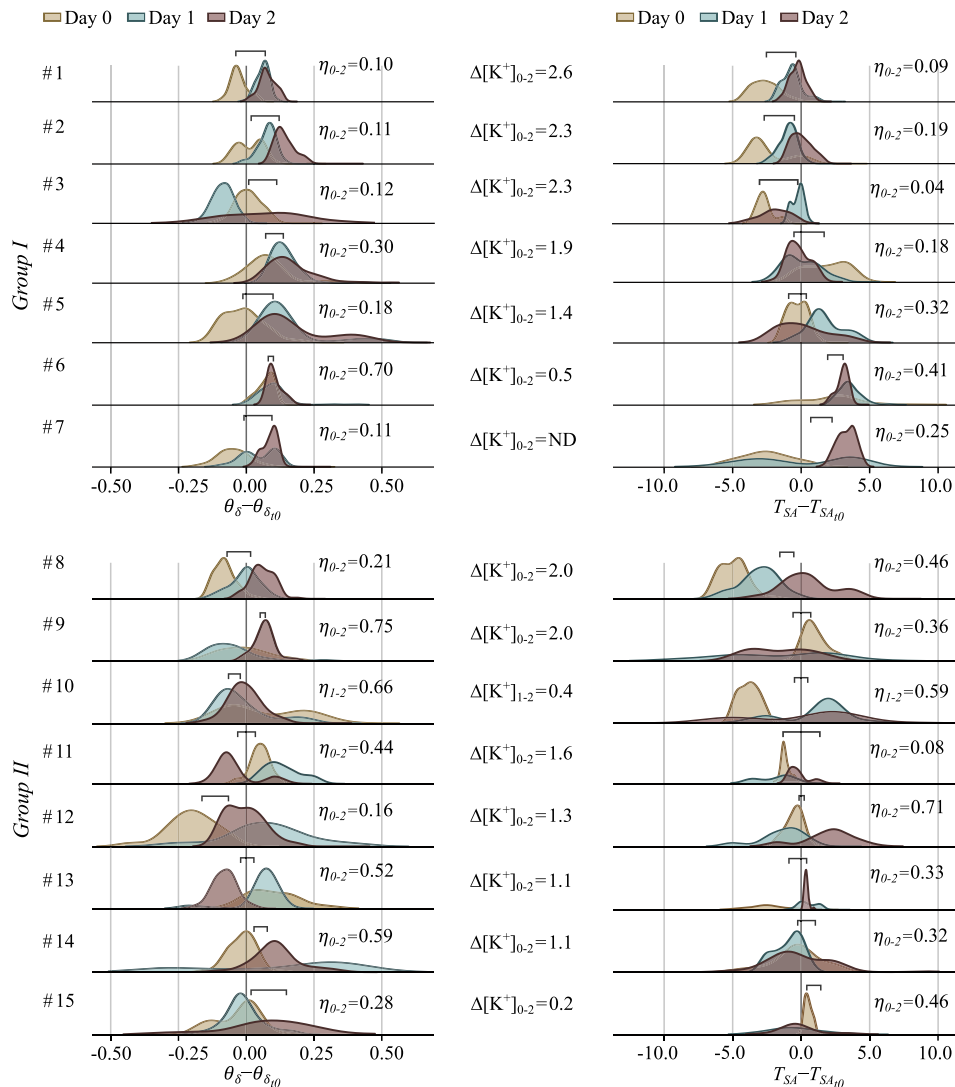 Day 0 Day 1 Day 2 Day 0 Day 1 Day 2
#1 η0-2=0.10 Δ[K+]0-2=2.6 η0-2=0.09
#2 η0-2=0.11 Δ[K+]0-2=2.3 η0-2=0.19
#3 η0-2=0.12 Δ[K+]0-2=2.3 η0-2=0.04
Group I
#4 η0-2=0.30 Δ[K+]0-2=1.9 η0-2=0.18
#5 η0-2=0.18 Δ[K+]0-2=1.4 η0-2=0.32
#6 η0-2=0.70 Δ[K+]0-2=0.5 η0-2=0.41
#7 η0-2=0.11 Δ[K+]0-2=ND η0-2=0.25
-0.50 -0.25 0.00 0.25 0.50 -10.0 -5.0 0.0 5.0 10.0
θδ−θδt0 TSA−TSAt0
#8 η0-2=0.21 Δ[K+]0-2=2.0 η0-2=0.46
#9 η0-2=0.75 Δ[K+]0-2=2.0 η0-2=0.36
#10 η1-2=0.66 Δ[K+]1-2=0.4 η1-2=0.59
#11 η0-2=0.44 Δ[K+]0-2=1.6 η0-2=0.08
Group II
#12 η0-2=0.16 Δ[K+]0-2=1.3 η0-2=0.71
#13 η0-2=0.52 Δ[K+]0-2=1.1 η0-2=0.33
#14 η0-2=0.59 Δ[K+]0-2=1.1 η0-2=0.32
#15 η0-2=0.28 Δ[K+]0-2=0.2 η0-2=0.46
-0.50 -0.25 0.00 0.25 0.50 -10.0 -5.0 0.0 5.0 10.0
θδ−θδt0 TSA−TSAt0